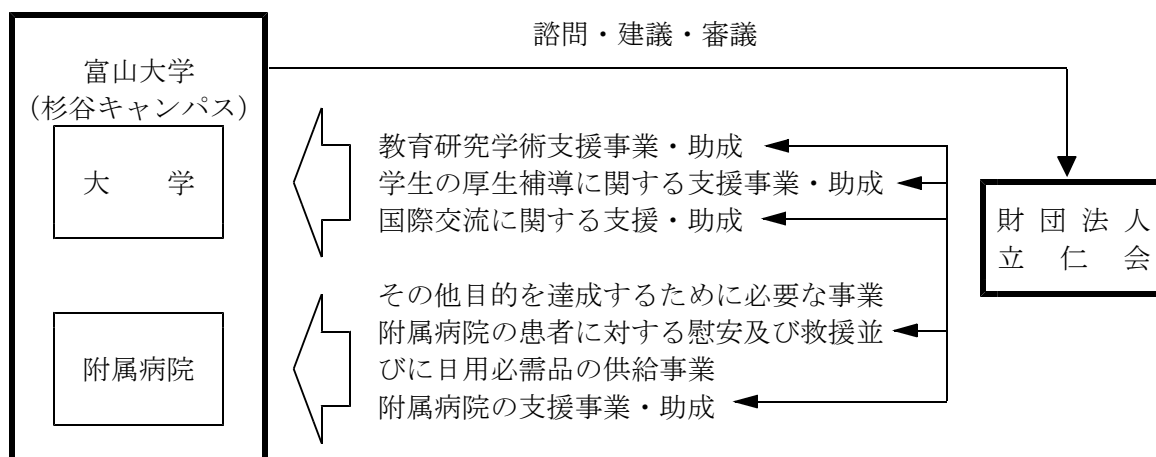 諮問・建議・審議
富山大学
(杉谷キャンパス)
大　　学
附属病院
教育研究学術支援事業・助成
学生の厚生補導に関する支援事業・助成
国際交流に関する支援・助成
その他目的を達成するために必要な事業
附属病院の患者に対する慰安及び救援並
びに日用必需品の供給事業
附属病院の支援事業・助成
財団法人
立　仁　会